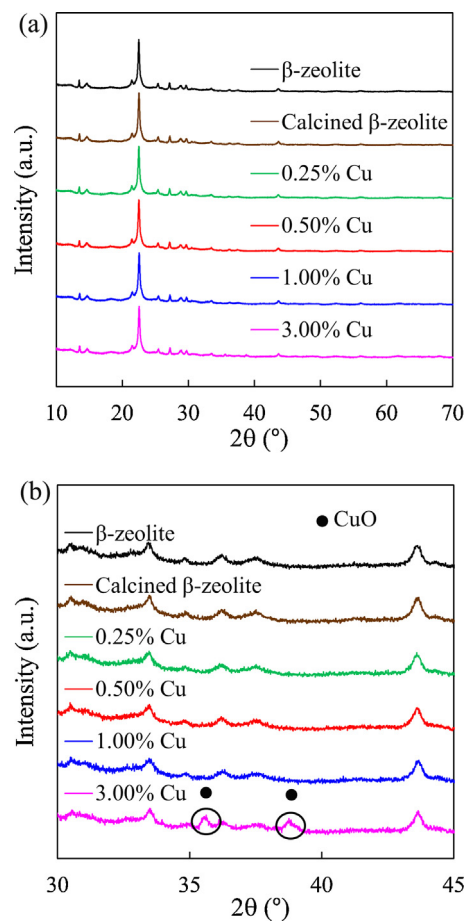 (a)
β-zeolite
Calcined β-zeolite
0.25% Cu
0.50% Cu
1.00% Cu
3.00% Cu
Intensity (a.u.)
10 20 30 40 50 60 70
2θ (°)
(b)
● CuO
β-zeolite
Calcined β-zeolite
0.25% Cu
0.50% Cu
1.00% Cu
3.00% Cu
Intensity (a.u.)
30 35 40 45
2θ (°)